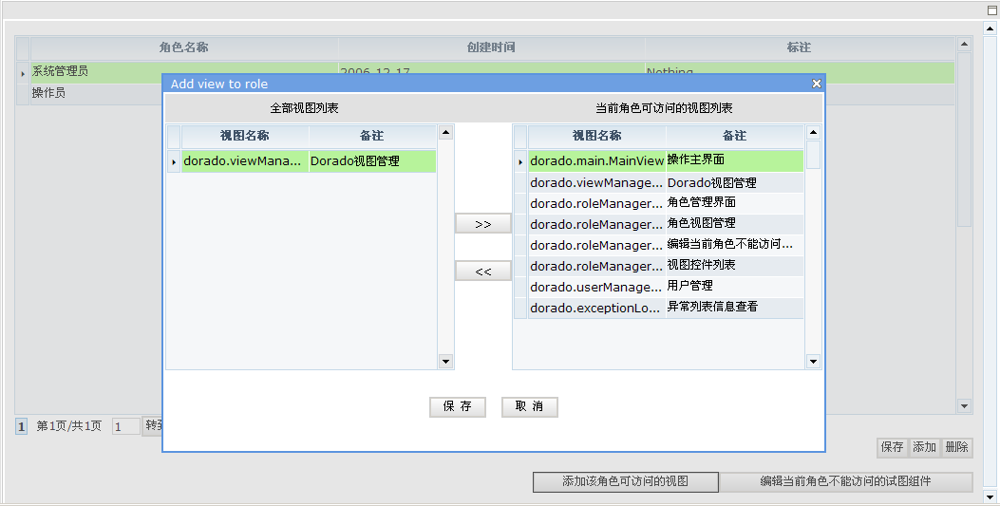 角色名称 创建时间 标注
系统管理员 2006-12-17 Nothing
操作员
Add view to role
全部视图列表 当前角色可访问的视图列表
视图名称 备注 视图名称 备注
dorado.viewMana... Dorado视图管理 dorado.main.MainView 操作主界面
dorado.viewManage... Dorado视图管理
dorado.roleManager... 角色管理界面
>> dorado.roleManager... 角色视图管理
dorado.roleManager... 编辑当前角色不能访问...
<< dorado.roleManager... 视图控件列表
dorado.userManage... 用户管理
dorado.exceptionLo... 异常列表信息查看
保 存 取 消
1 第1页/共1页 1 转到
保存 添加 删除
添加该角色可访问的视图 编辑当前角色不能访问的试图组件